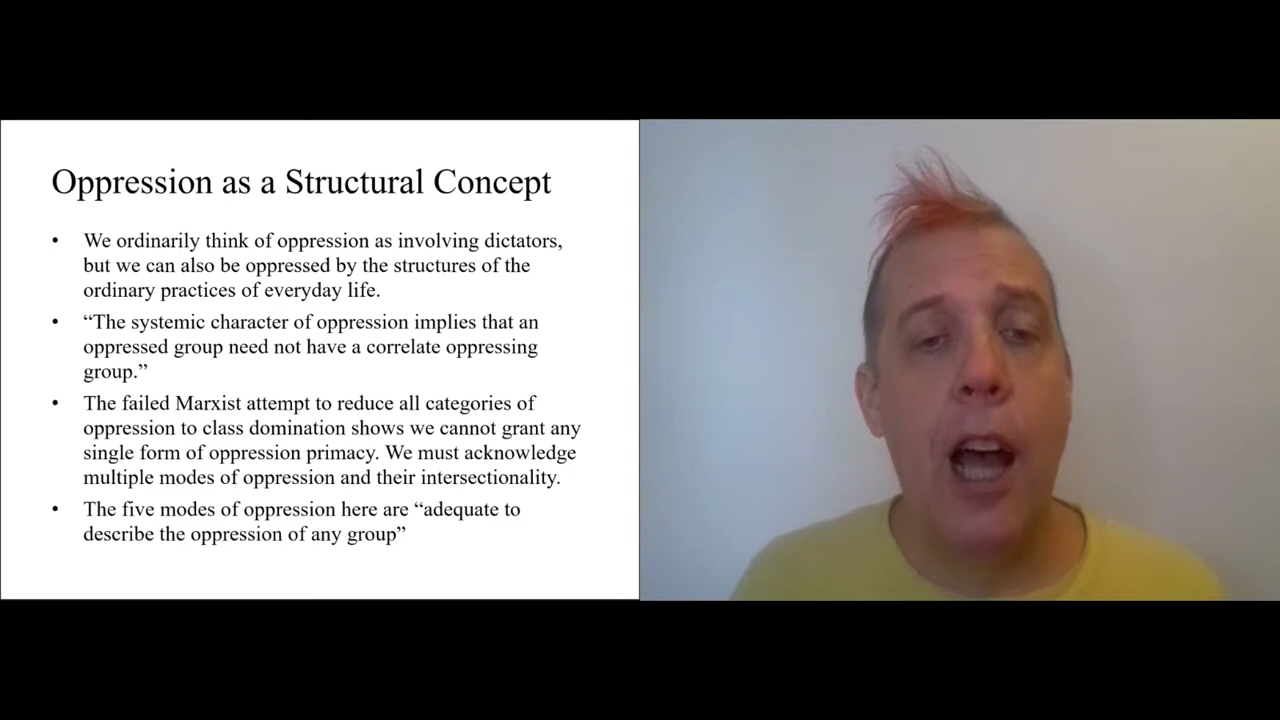 Oppression as a Structural Concept
• We ordinarily think of oppression as involving dictators,
but we can also be oppressed by the structures of the
ordinary practices of everyday life.
• “The systemic character of oppression implies that an
oppressed group need not have a correlate oppressing
group.”
• The failed Marxist attempt to reduce all categories of
oppression to class domination shows we cannot grant any
single form of oppression primacy. We must acknowledge
multiple modes of oppression and their intersectionality.
• The five modes of oppression here are “adequate to
describe the oppression of any group”